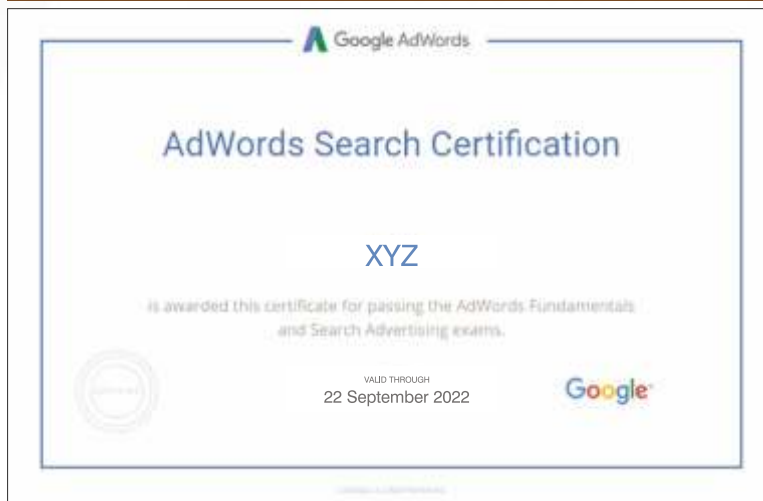 Google AdWords
AdWords Search Certification
XYZ
is awarded this certificate for passing the AdWords Fundamentals
and Search Advertising exams.
VALID THROUGH
22 September 2022
Google